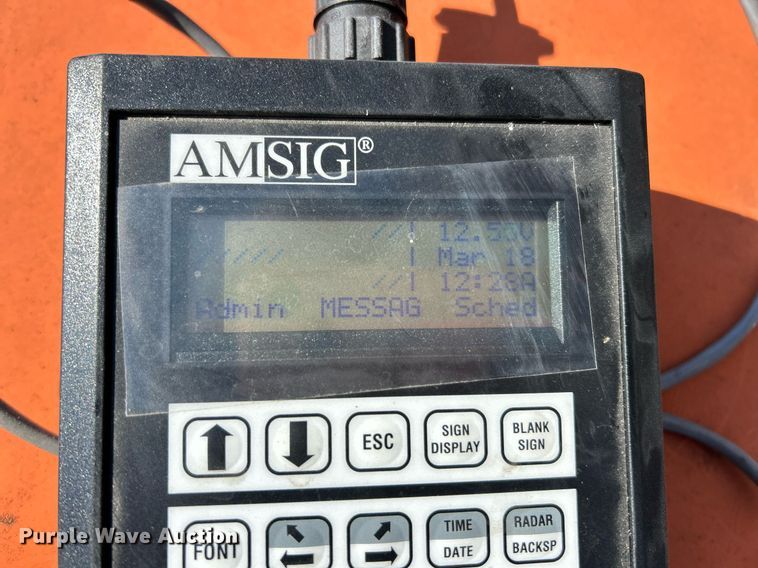 AMSIG®
//| 12.55V
/////  | Mar 18
//| 12:28A
Admin MESSAG Sched
ESC
SIGN
DISPLAY
BLANK
SIGN
FONT
TIME
DATE
RADAR
BACKSP
Purple Wave Auction